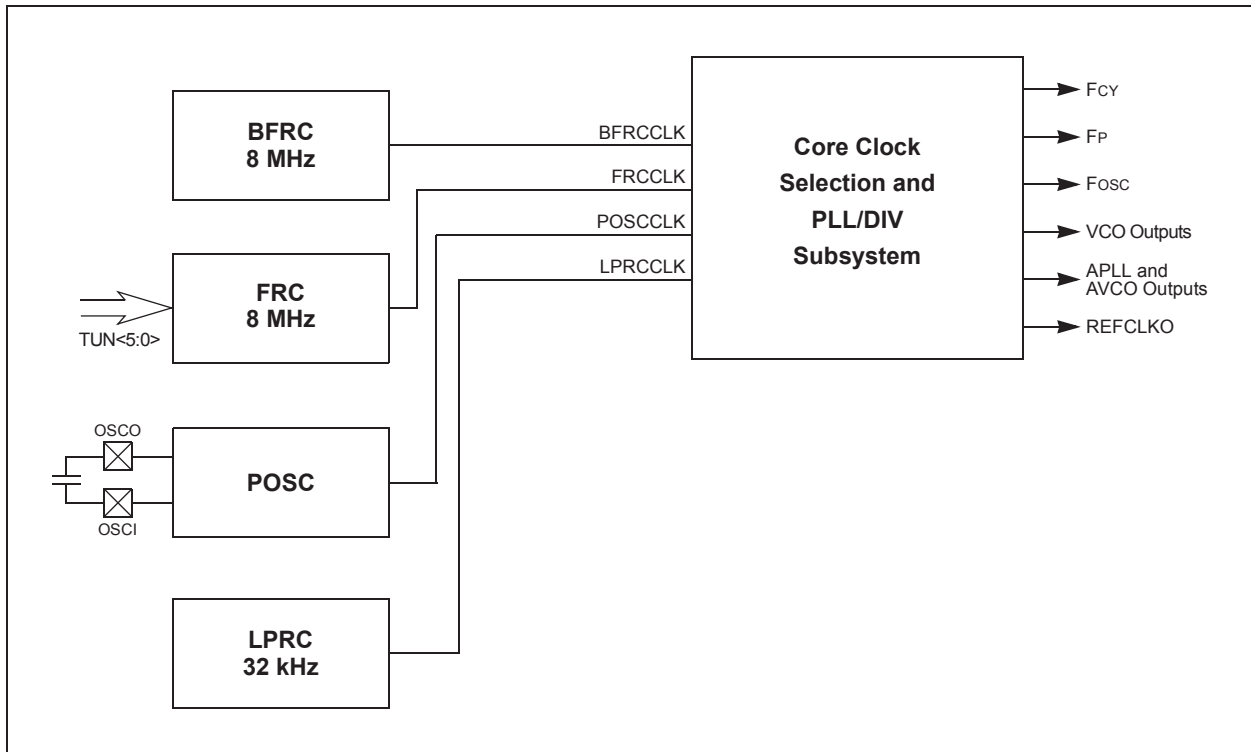 BFRC
8 MHz
BFRCCLK
FRCCLK
POSCCLK
LPRCCLK
Core Clock
Selection and
PLL/DIV
Subsystem
FCY
FP
FOSC
VCO Outputs
APLL and
AVCO Outputs
REFCLKO
TUN<5:0>
FRC
8 MHz
OSCO
OSCI
POSC
LPRC
32 kHz